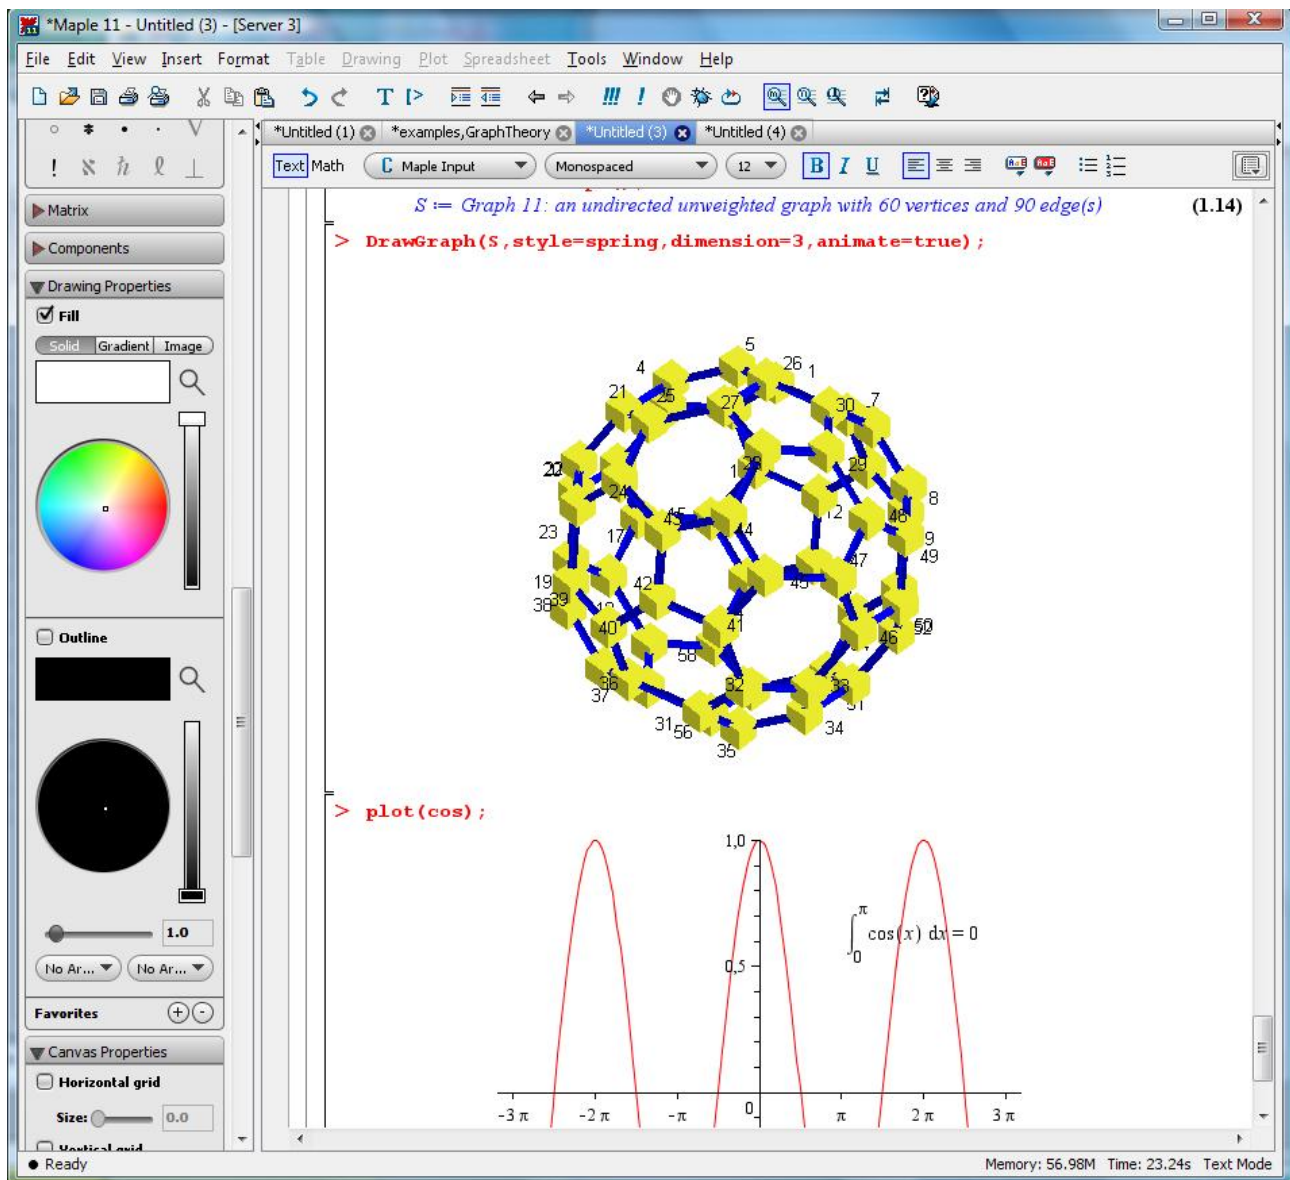 *Maple 11 - Untitled (3) - [Server 3]
File Edit View Insert Format Table Drawing Plot Spreadsheet Tools Window Help
*Untitled (1) *examples,GraphTheory *Untitled (3) *Untitled (4)
Text Math C Maple Input Monospaced 12 B I U
! ℵ ħ ℓ ⊥
Matrix
Components
Drawing Properties
Fill
Solid Gradient Image
Outline
1.0
No Ar... No Ar...
Favorites + -
Canvas Properties
Horizontal grid
Size: 0.0
Vertical grid
S := Graph 11: an undirected unweighted graph with 60 vertices and 90 edge(s) (1.14)
> DrawGraph(S,style=spring,dimension=3,animate=true);
5
4 26 1
21 25 27 30 7
22 28 29
24 8
23 17 43 44 12 48 9
47 49
19 42 45
38 39
40 41 46 52
58
36 32 33
37 31
31 56 34
35
> plot(cos);
1,0
∫₀^π cos(x) dx = 0
0,5
-3 π -2 π -π 0 π 2 π 3 π
Ready Memory: 56.98M Time: 23.24s Text Mode